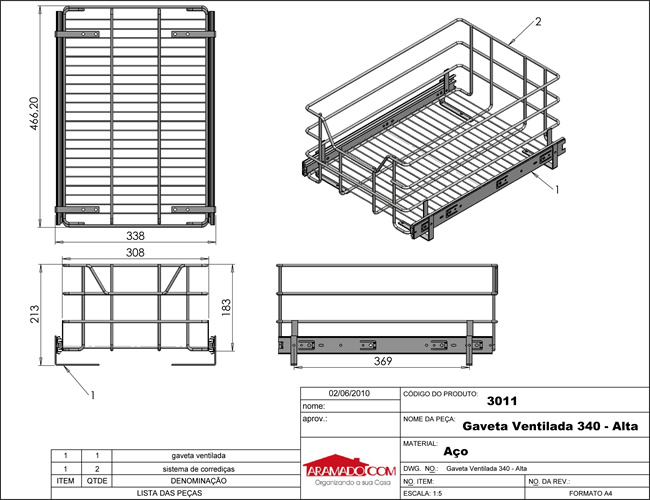 466,20
338
308
213
183
369
2
1
1
02/06/2010
nome:
aprov.:
CÓDIGO DO PRODUTO:
3011
NOME DA PEÇA:
Gaveta Ventilada 340 - Alta
MATERIAL:
Aço
DWG. NO.: Gaveta Ventilada 340 - Alta
NO. ITEM: NO. DA REV.:
ESCALA: 1:5 FORMATO A4
ARAMADO.COM
Organizando a sua Casa
1 1 gaveta ventilada
1 2 sistema de corrediças
ITEM QTDE DENOMINAÇÃO
LISTA DAS PEÇAS